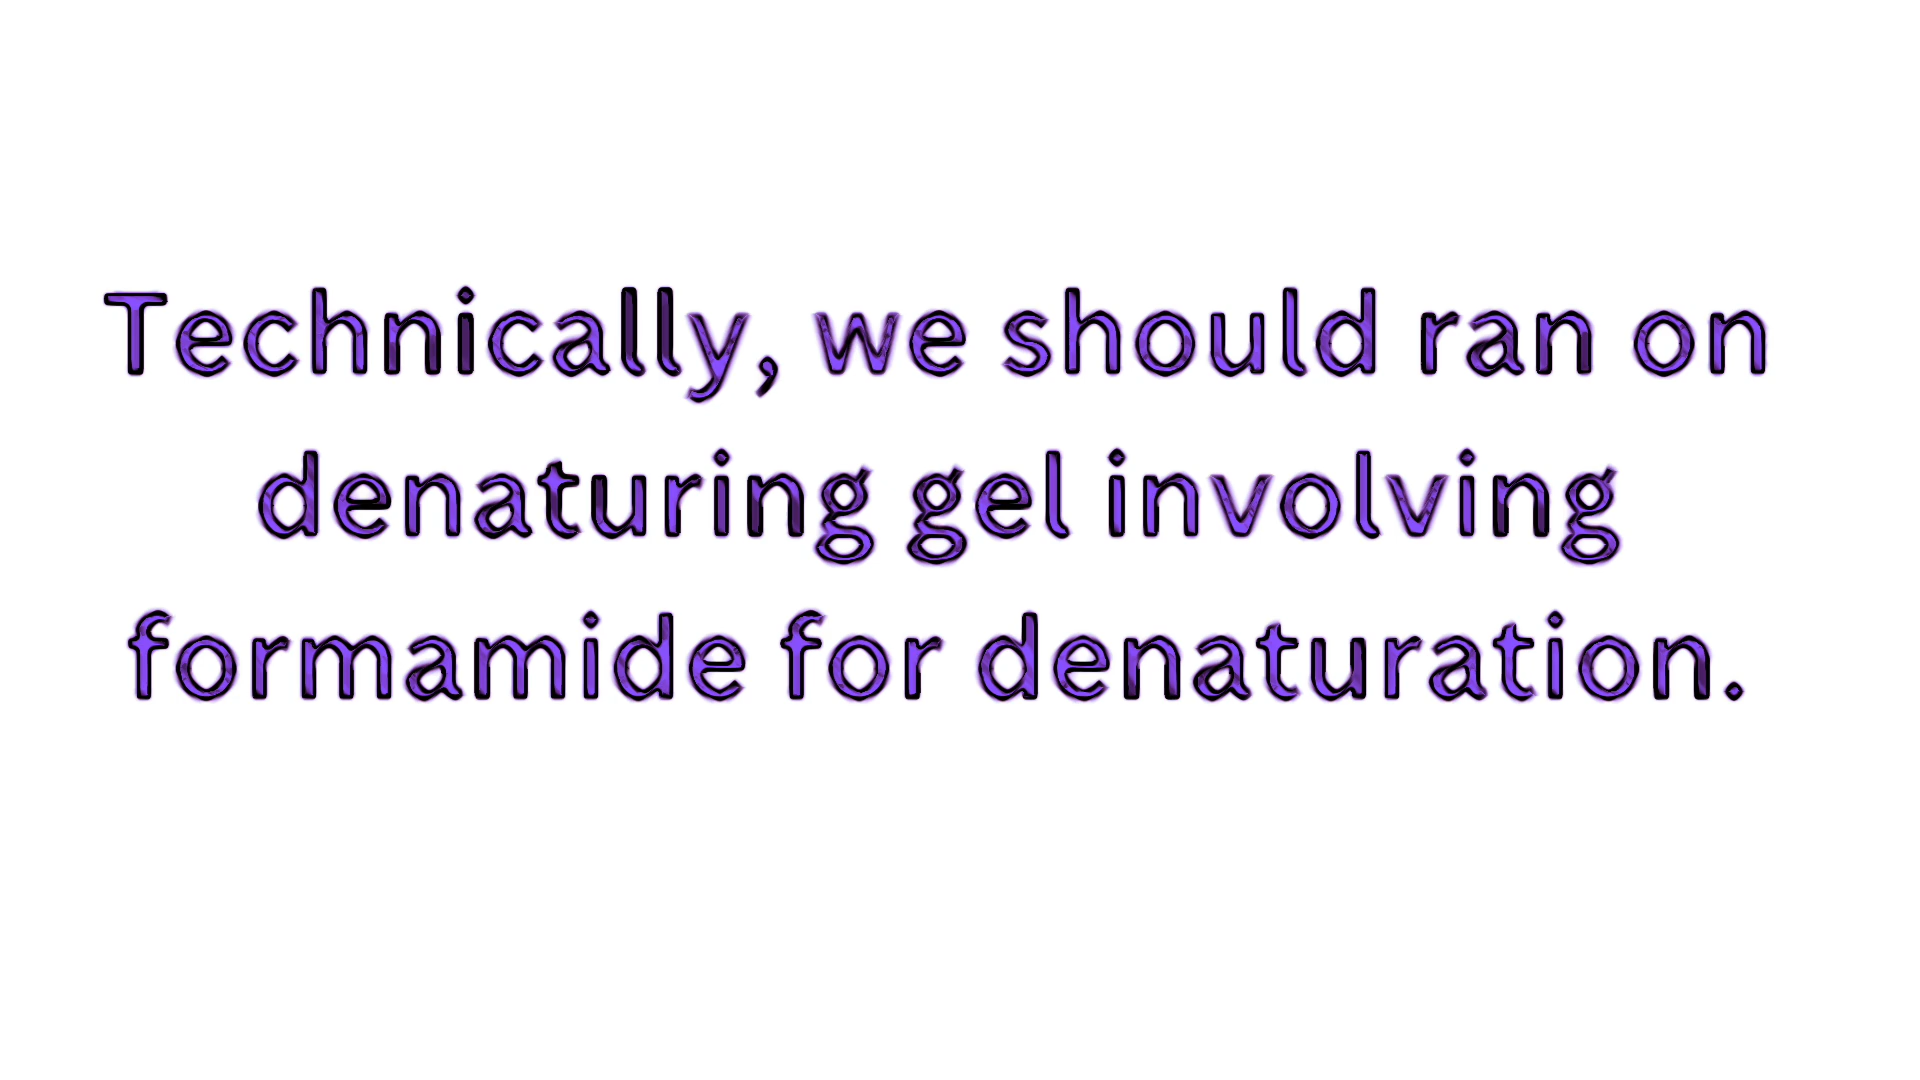 Technically, we should ran on
denaturing gel involving
formamide for denaturation.